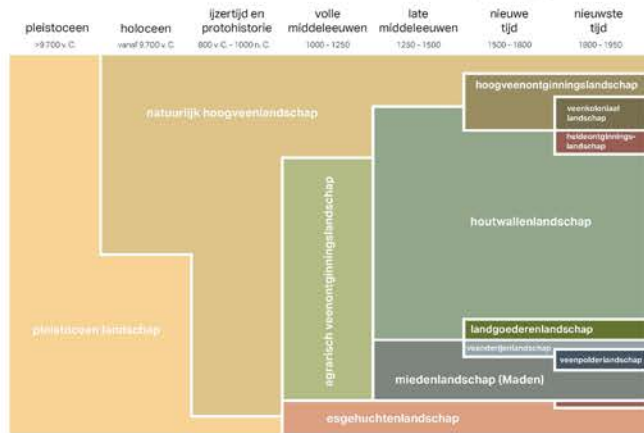 pleistoceen
>9700 v. C.
holoceen
vanaf 9.700 v. C.
ijzertijd en
protohistorie
800 v.C. - 1000 n.C.
volle
middeleeuwen
1000 - 1250
late
middeleeuwen
1250 - 1500
nieuwe
tijd
1500 - 1800
nieuwste
tijd
1800 - 1950
hoogveenontginningslandschap
natuurlijk hoogveenlandschap
veenkoloniaal
landschap
heideontginnings-
landschap
houtwallenlandschap
agrarisch veenontginningslandschap
pleistoceen landschap
landgoederenlandschap
veenderijenlandschap
veenpolderlandschap
miedenlandschap (Maden)
esgehuchtenlandschap